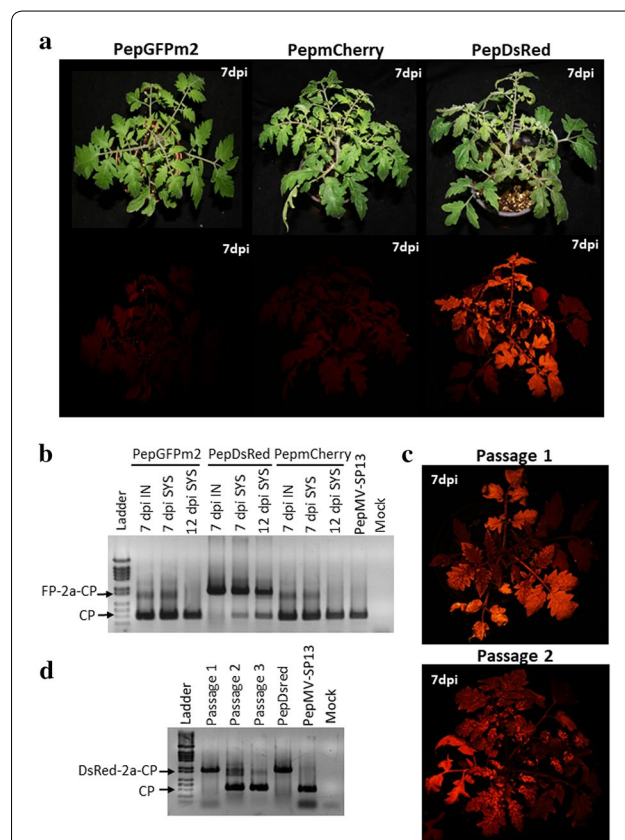 a
PepGFPm2
PepmCherry
PepDsRed
7dpi
7dpi
7dpi
7dpi
7dpi
7dpi
b
PepGFPm2
PepDsRed
PepmCherry
Ladder
7 dpi IN
7 dpi SYS
12 dpi SYS
7 dpi IN
7 dpi SYS
12 dpi SYS
7 dpi IN
7 dpi SYS
12 dpi SYS
PepMV-SP13
Mock
FP-2a-CP
CP
c
Passage 1
7dpi
Passage 2
7dpi
d
Ladder
Passage 1
Passage 2
Passage 3
PepDsred
PepMV-SP13
Mock
DsRed-2a-CP
CP